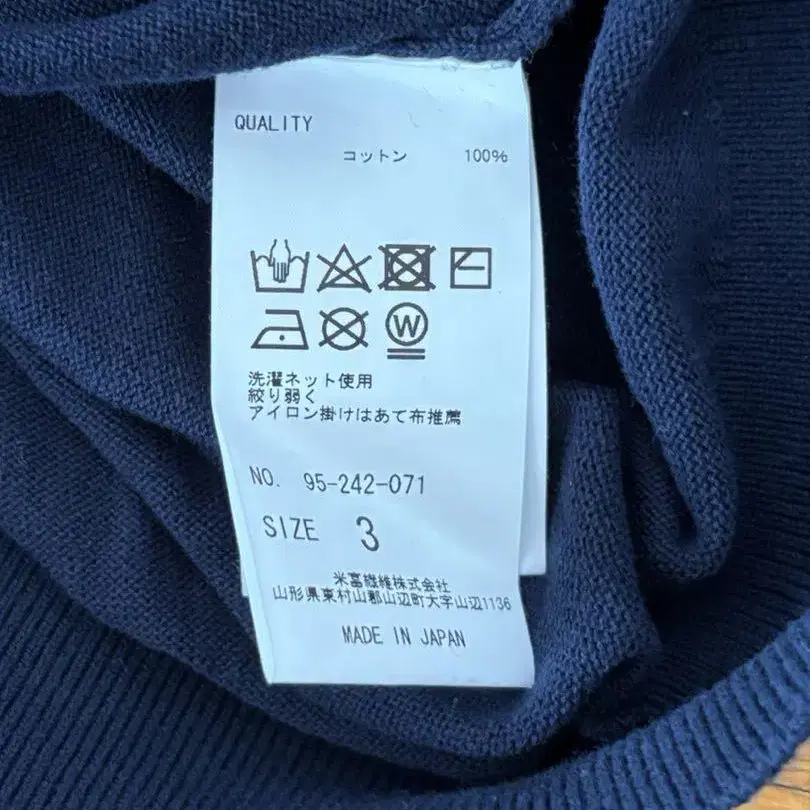 QUALITY
コットン 100%
W
洗濯ネット使用
絞り弱く
アイロン掛けはあて布推薦
NO. 95-242-071
SIZE 3
米富繊維株式会社
山形県東村山郡山辺町大字山辺1136
MADE IN JAPAN